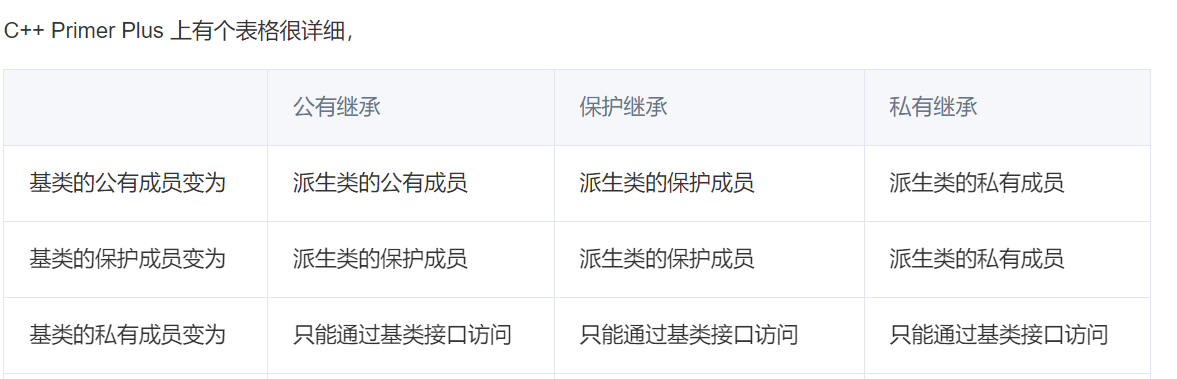 C++ Primer Plus 上有个表格很详细，
公有继承 保护继承 私有继承
基类的公有成员变为 派生类的公有成员 派生类的保护成员 派生类的私有成员
基类的保护成员变为 派生类的保护成员 派生类的保护成员 派生类的私有成员
基类的私有成员变为 只能通过基类接口访问 只能通过基类接口访问 只能通过基类接口访问